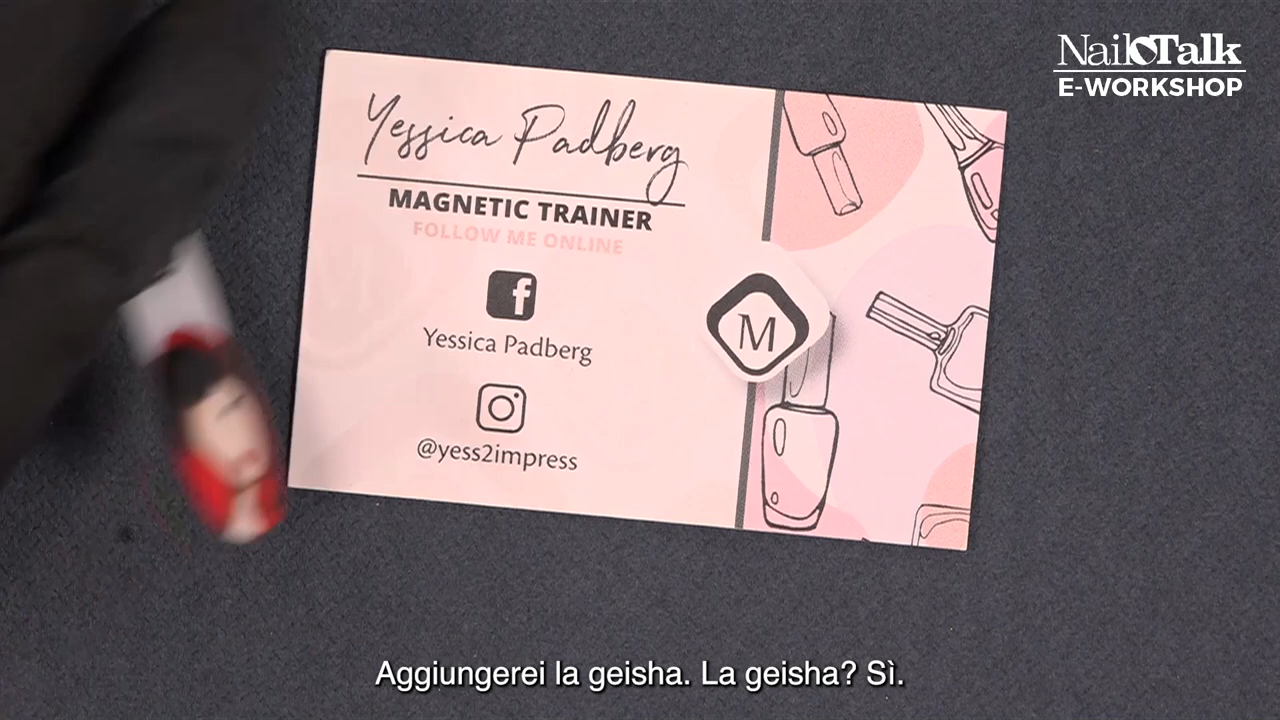 NailTalk
E-WORKSHOP
Yessica Padberg
MAGNETIC TRAINER
FOLLOW ME ONLINE
f
Yessica Padberg
@yess2impress
M
Aggiungerei la geisha. La geisha? Sì.